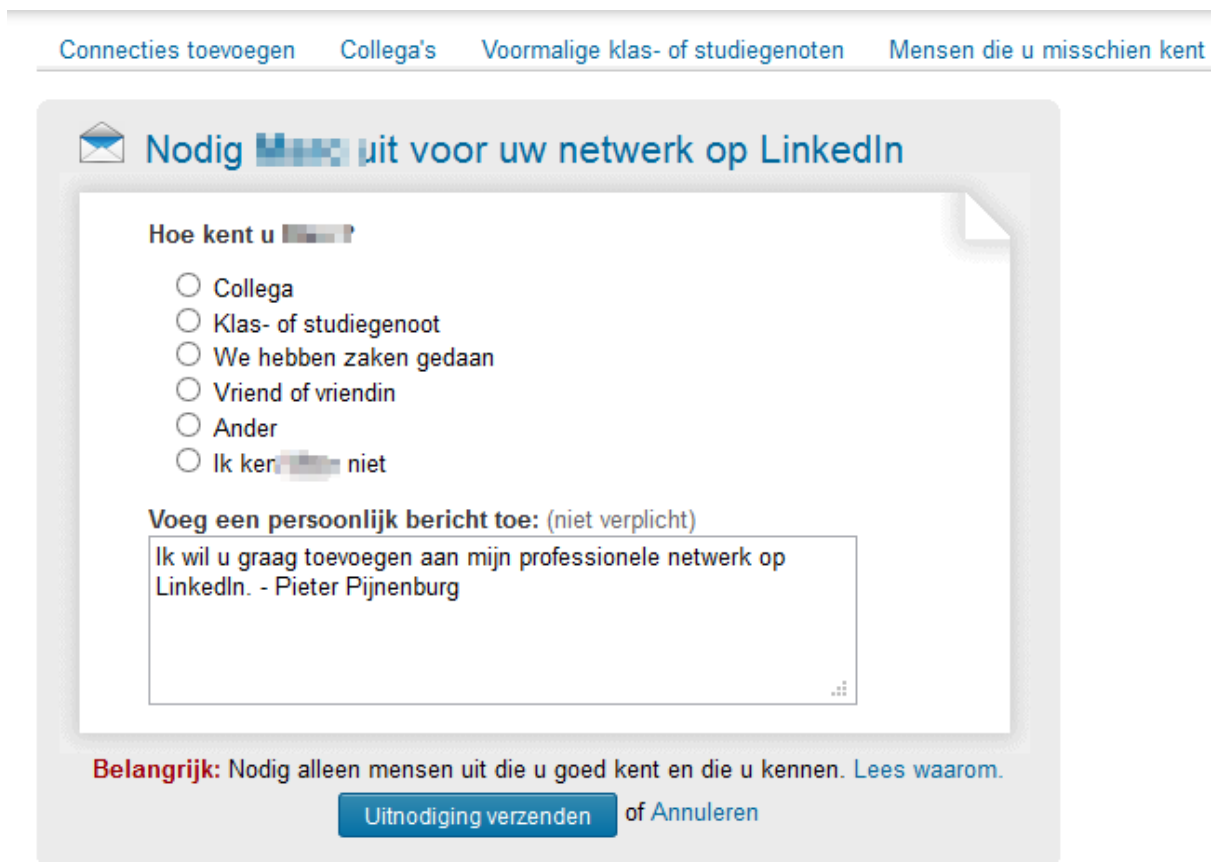 Connecties toevoegen Collega's Voormalige klas- of studiegenoten Mensen die u misschien kent
Nodig uit voor uw netwerk op LinkedIn
Hoe kent u ?
Collega
Klas- of studiegenoot
We hebben zaken gedaan
Vriend of vriendin
Ander
Ik ken niet
Voeg een persoonlijk bericht toe: (niet verplicht)
Ik wil u graag toevoegen aan mijn professionele netwerk op
LinkedIn. - Pieter Pijnenburg
Belangrijk: Nodig alleen mensen uit die u goed kent en die u kennen. Lees waarom.
Uitnodiging verzenden of Annuleren